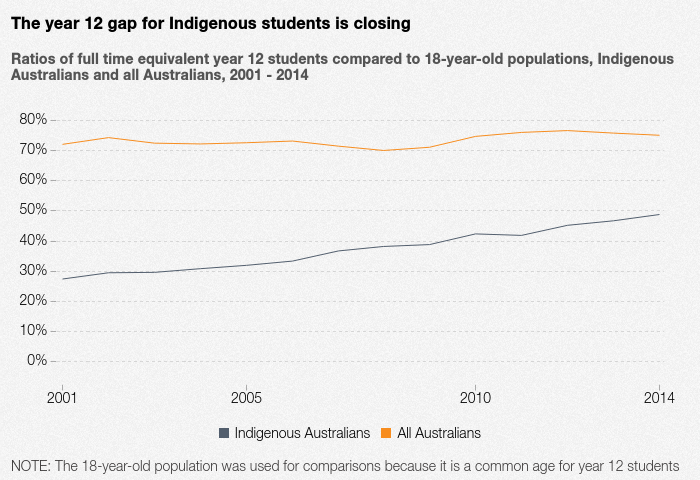 The year 12 gap for Indigenous students is closing
Ratios of full time equivalent year 12 students compared to 18-year-old populations, Indigenous
Australians and all Australians, 2001 - 2014
80%
70%
60%
50%
40%
30%
20%
10%
0%
2001
2005
2010
2014
Indigenous Australians
All Australians
NOTE: The 18-year-old population was used for comparisons because it is a common age for year 12 students